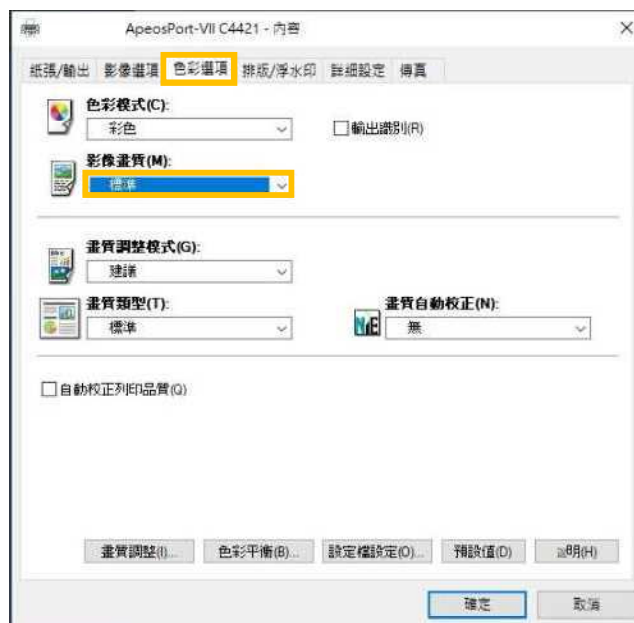 ApeosPort-VII C4421 - 內容
紙張/輸出 影像選項 色彩選項 排版/浮水印 詳細設定 傳真
色彩模式(C):
彩色
輸出識別(R)
影像畫質(M):
標準
畫質調整模式(G):
建議
畫質類型(T):
畫質自動校正(N):
標準
無
自動校正列印品質(Q)
畫質調整(I)... 色彩平衡(B)... 設定檔設定(O)... 預設值(D) 說明(H)
確定 取消